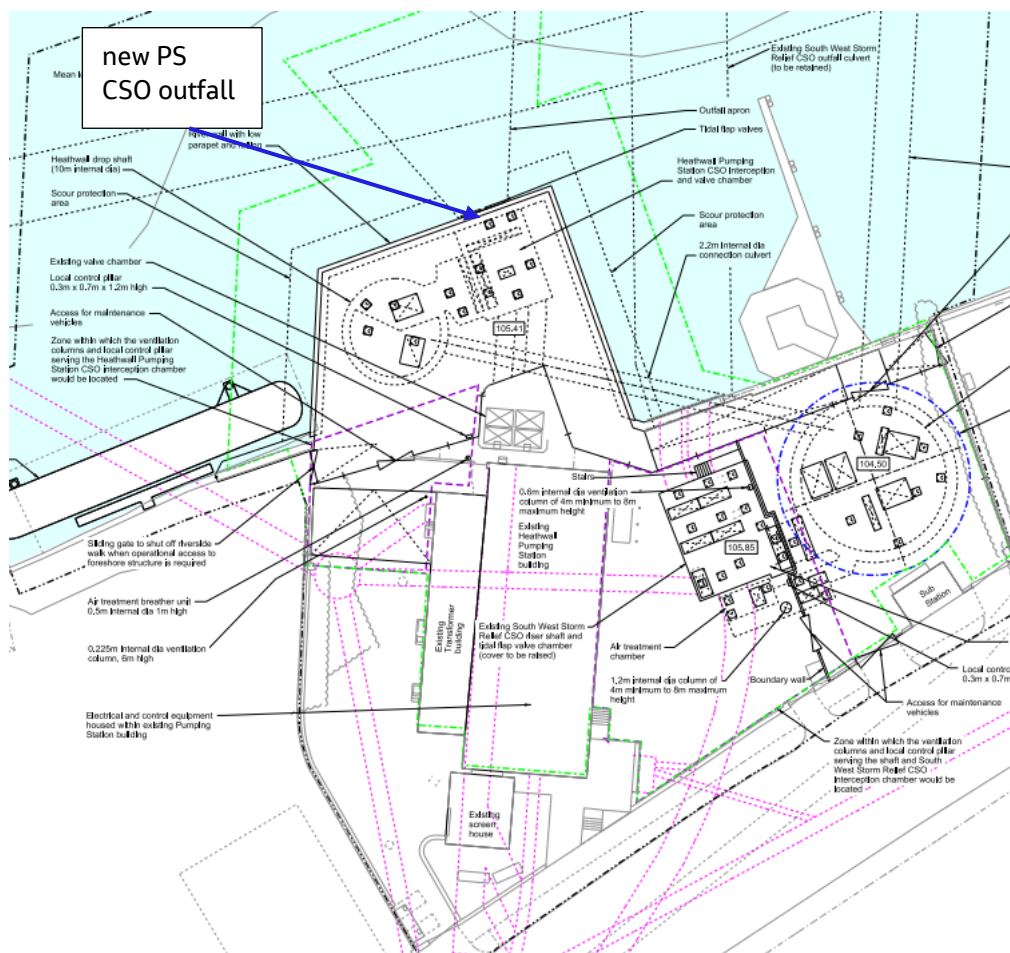 new PS
CSO outfall
Mean
parapet and
Heathwall drop shaft
(10m internal dia)
Scour protection
area
Existing valve chamber
Local control pillar
0.3m x 0.7m x 1.2m high
Access for maintenance
vehicles
Zone within which the ventilation
columns and local control pillar
serving the Heathwall Pumping
Station CSO interception chamber
would be located
Sliding gate to shut off riverside
walk when operational access to
foreshore structure is required
Air treatment breather unit
0.5m internal dia 1m high
0.225m internal dia ventilation
column, 6m high
Electrical and control equipment
housed within existing Pumping
Station building
Existing South West Storm
Relief CSO outfall culvert
(to be retained)
Outfall apron
Tidal flap valves
Heathwall Pumping
Station CSO interception
and valve chamber
Scour protection
area
2.2m internal dia
connection culvert
105.41
104.50
105.85
Stairs
0.6m internal dia ventilation
column of 4m minimum to 8m
maximum height
Existing
Heathwall
Pumping
Station
building
Existing
Transformer
building
Existing South West Storm
Relief CSO riser shaft and
tidal flap valve chamber
(cover to be raised)
Air treatment
chamber
1.2m internal dia column of
4m minimum to 8m maximum
height
Boundary wall
Sub
Station
Local contro
0.3m x 0.7m
Access for maintenance
vehicles
Zone within which the ventilation
columns and local control pillar
serving the shaft and South
West Storm Relief CSO
interception chamber would be
located
Existing
screen
house